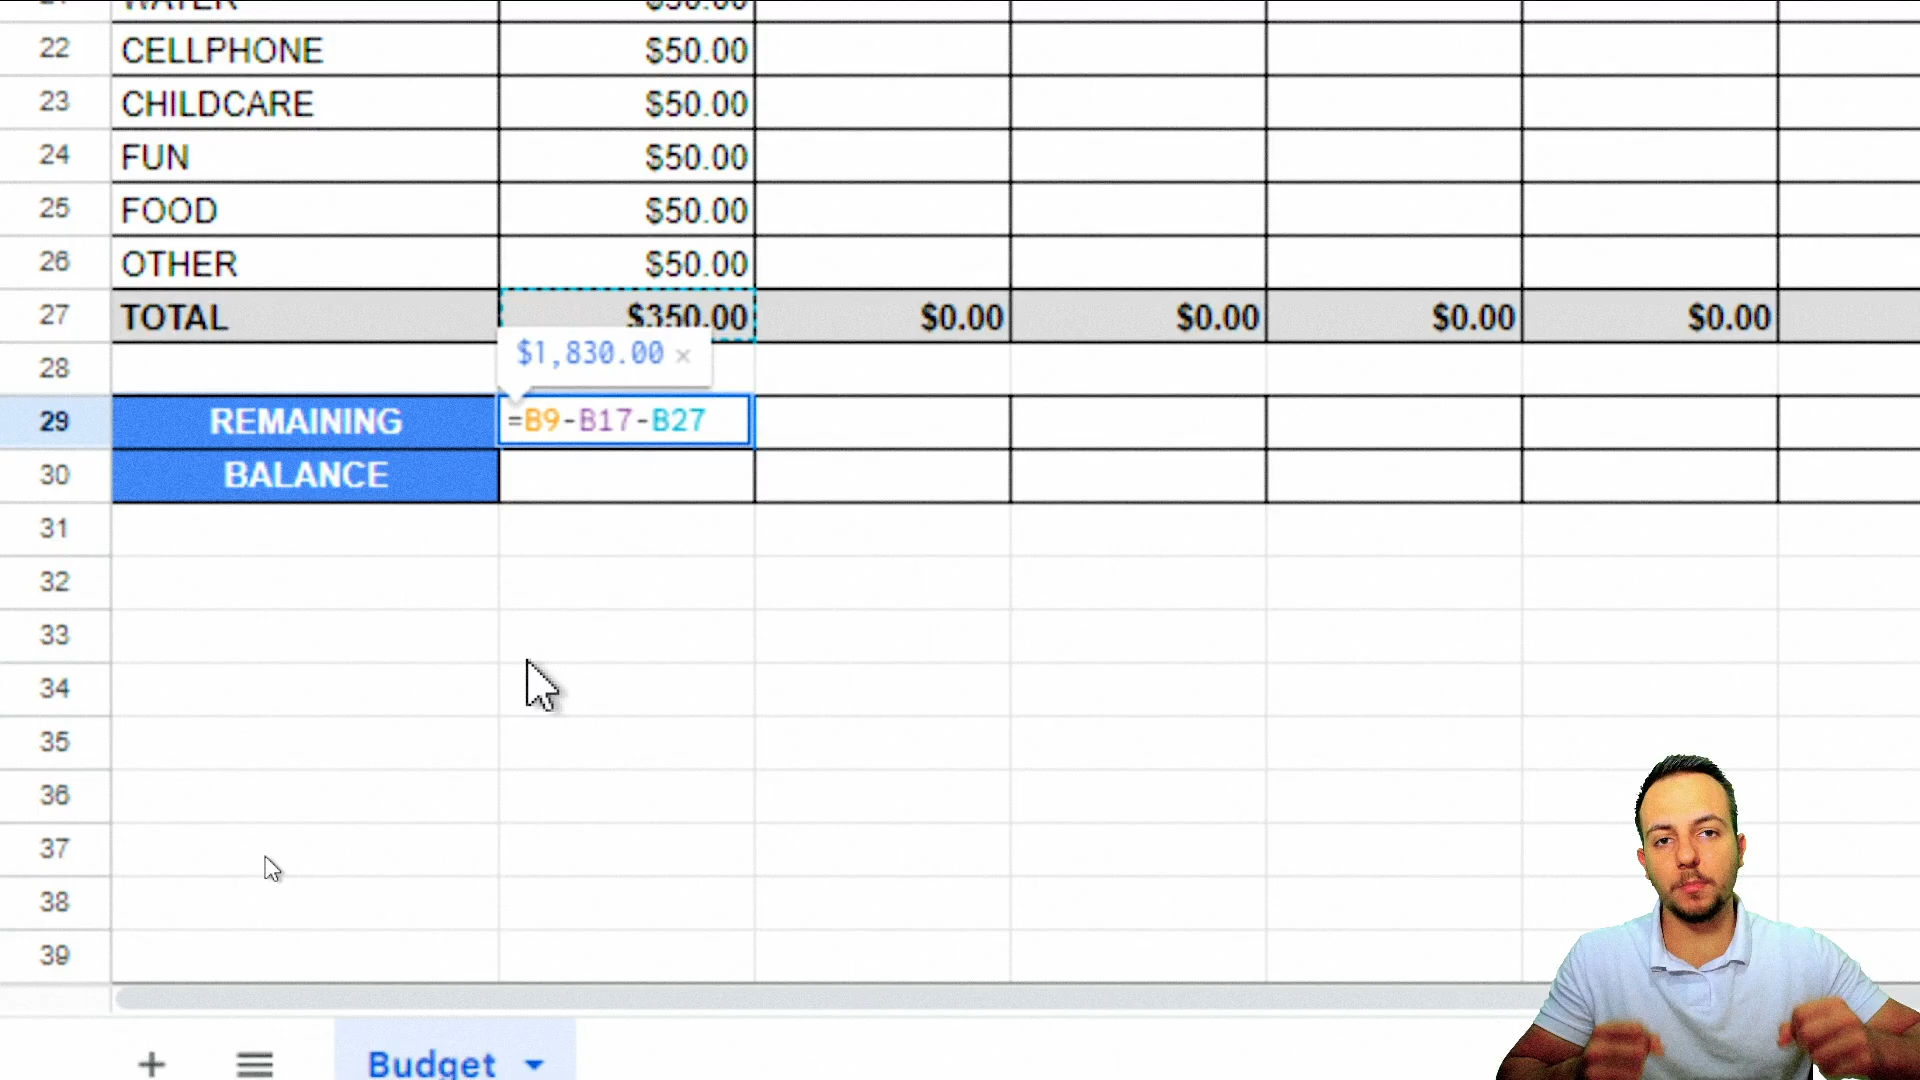 22 CELLPHONE $50.00
23 CHILDCARE $50.00
24 FUN $50.00
25 FOOD $50.00
26 OTHER $50.00
27 TOTAL $350.00 $0.00 $0.00 $0.00 $0.00
$1,830.00 ×
28
29 REMAINING =B9-B17-B27
30 BALANCE
31
32
33
34
35
36
37
38
39
+ Budget